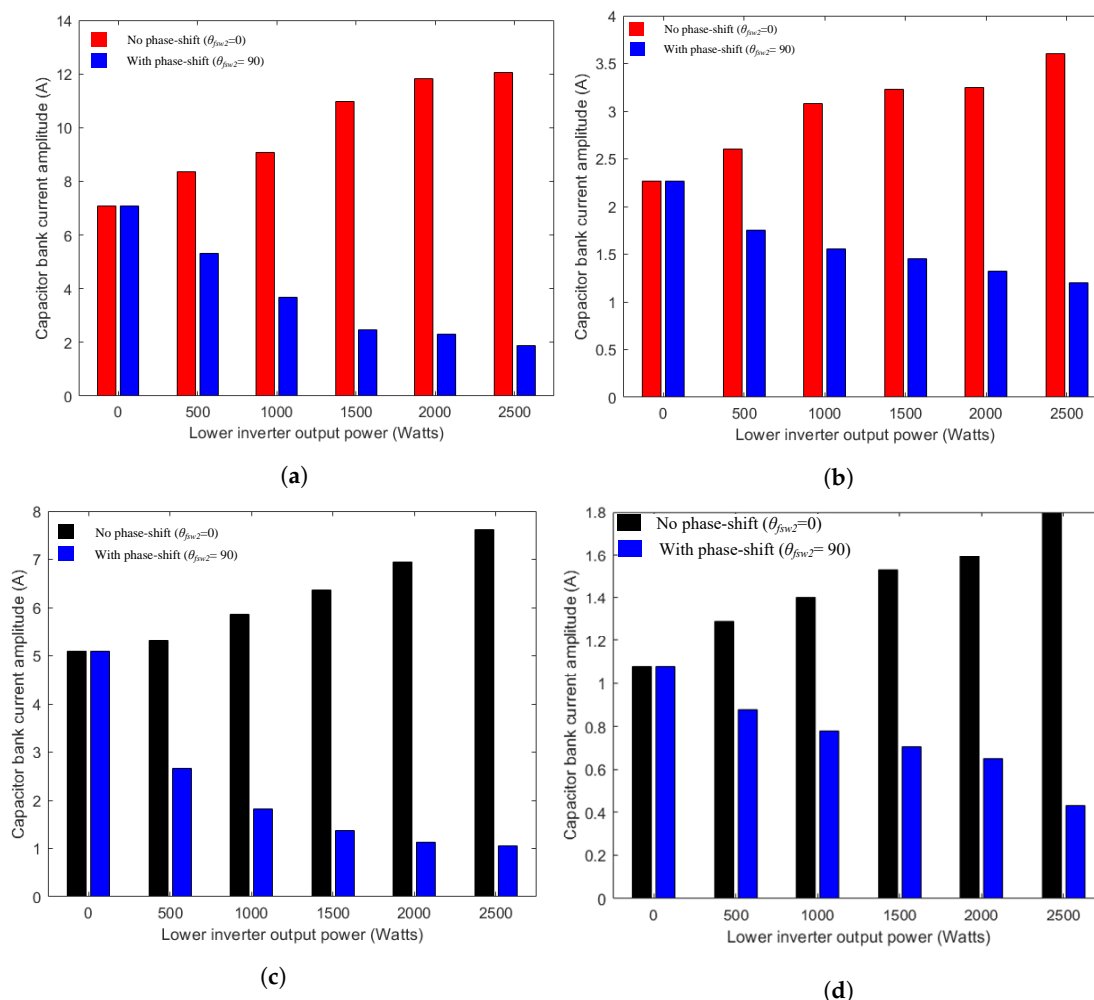 14
12
10
8
6
4
2
0
Capacitor bank current amplitude (A)
No phase-shift (θfsw2=0)
With phase-shift (θfsw2= 90)
0 500 1000 1500 2000 2500
Lower inverter output power (Watts)
(a)
4
3.5
3
2.5
2
1.5
1
0.5
0
Capacitor bank current amplitude (A)
No phase-shift (θfsw2=0)
With phase-shift (θfsw2= 90)
0 500 1000 1500 2000 2500
Lower inverter output power (Watts)
(b)
8
7
6
5
4
3
2
1
0
Capacitor bank current amplitude (A)
No phase-shift (θfsw2=0)
With phase-shift (θfsw2= 90)
0 500 1000 1500 2000 2500
Lower inverter output power (Watts)
(c)
1.8
1.6
1.4
1.2
1
0.8
0.6
0.4
0.2
0
Capacitor bank current amplitude (A)
No phase-shift (θfsw2=0)
With phase-shift (θfsw2= 90)
0 500 1000 1500 2000 2500
Lower inverter output power (Watts)
(d)